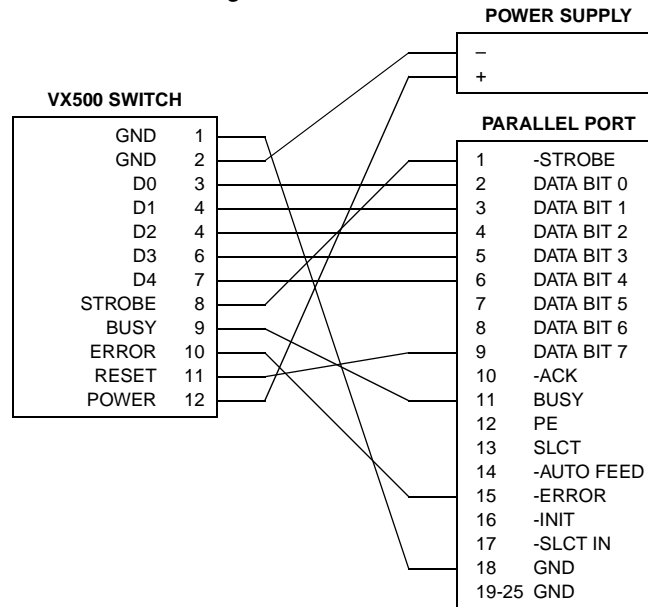 POWER SUPPLY
–
+
VX500 SWITCH
GND 1
GND 2
D0 3
D1 4
D2 4
D3 6
D4 7
STROBE 8
BUSY 9
ERROR 10
RESET 11
POWER 12
PARALLEL PORT
1 -STROBE
2 DATA BIT 0
3 DATA BIT 1
4 DATA BIT 2
5 DATA BIT 3
6 DATA BIT 4
7 DATA BIT 5
8 DATA BIT 6
9 DATA BIT 7
10 -ACK
11 BUSY
12 PE
13 SLCT
14 -AUTO FEED
15 -ERROR
16 -INIT
17 -SLCT IN
18 GND
19-25 GND